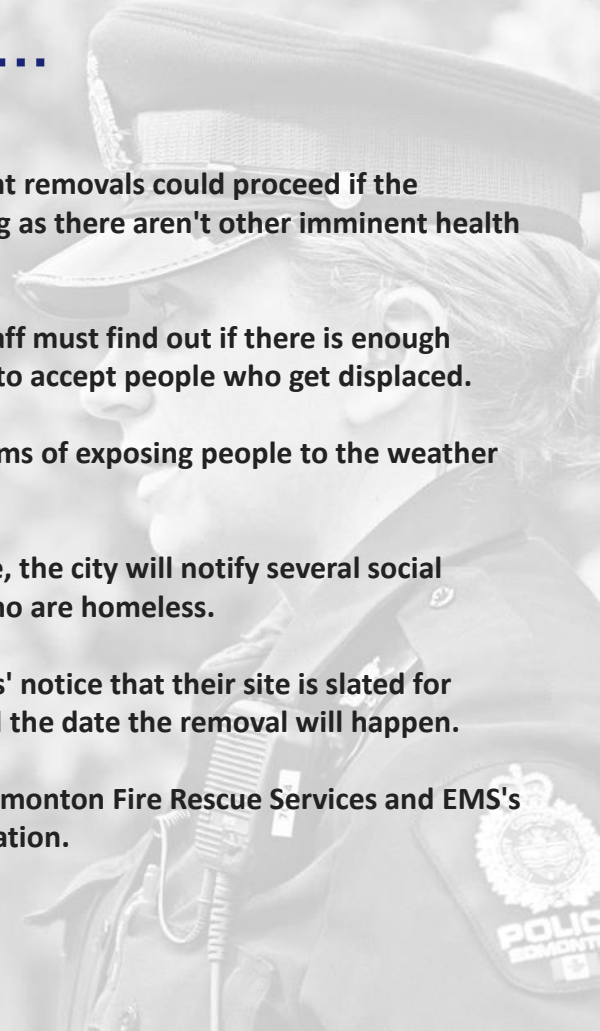 ...
nt removals could proceed if the
g as there aren't other imminent health
aff must find out if there is enough
to accept people who get displaced.
ms of exposing people to the weather
e, the city will notify several social
ho are homeless.
s' notice that their site is slated for
l the date the removal will happen.
monton Fire Rescue Services and EMS's
ation.
POLIC
EDMONT